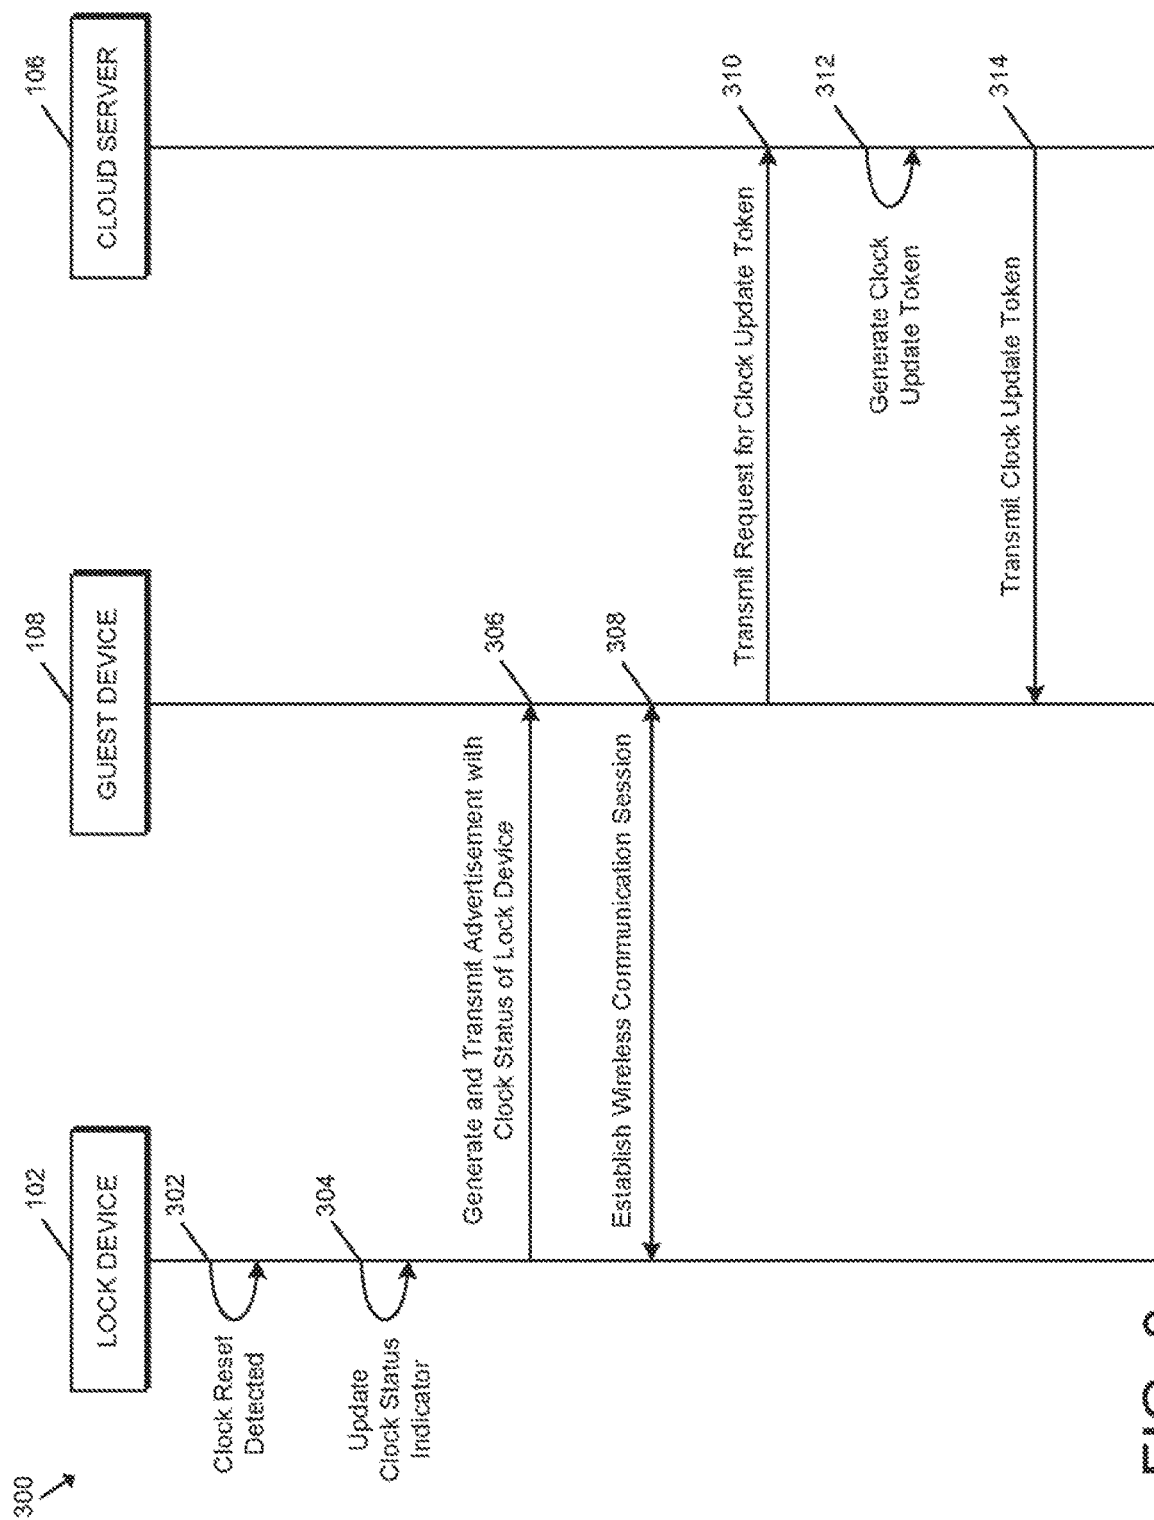 300
102
LOCK DEVICE
108
GUEST DEVICE
106
CLOUD SERVER
302
Clock Reset
Detected
304
Update
Clock Status
Indicator
Generate and Transmit Advertisement with
Clock Status of Lock Device
306
Establish Wireless Communication Session
308
Transmit Request for Clock Update Token
310
312
Generate Clock
Update Token
Transmit Clock Update Token
314